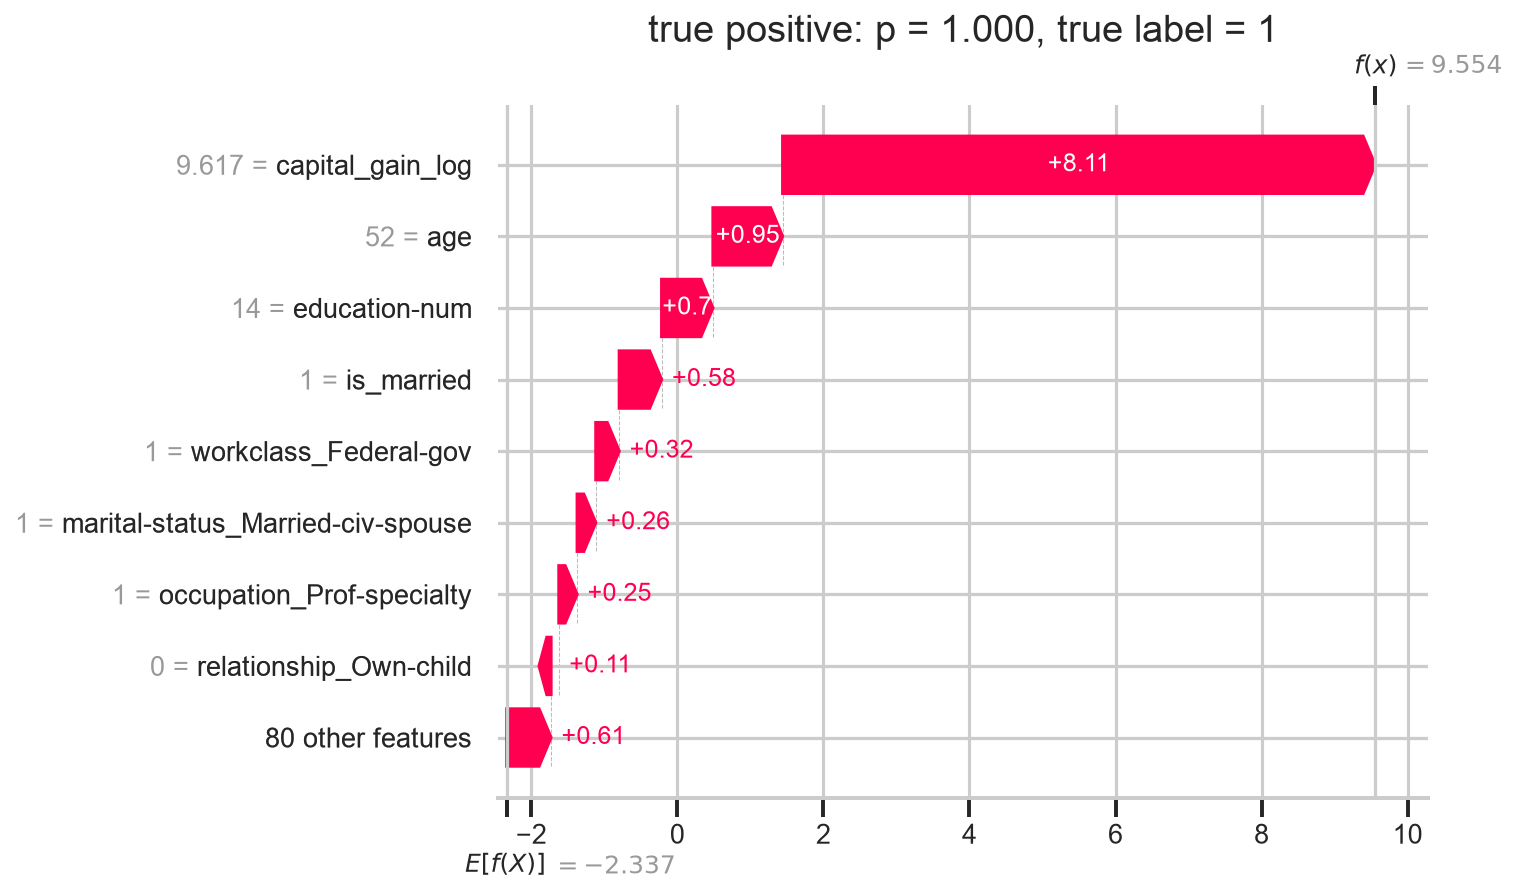 true positive: p = 1.000, true label = 1
f(x) = 9.554
9.617 = capital_gain_log +8.11
52 = age +0.95
14 = education-num +0.7
1 = is_married +0.58
1 = workclass_Federal-gov +0.32
1 = marital-status_Married-civ-spouse +0.26
1 = occupation_Prof-specialty +0.25
0 = relationship_Own-child +0.11
80 other features +0.61
−2 0 2 4 6 8 10
E[f(X)] = −2.337